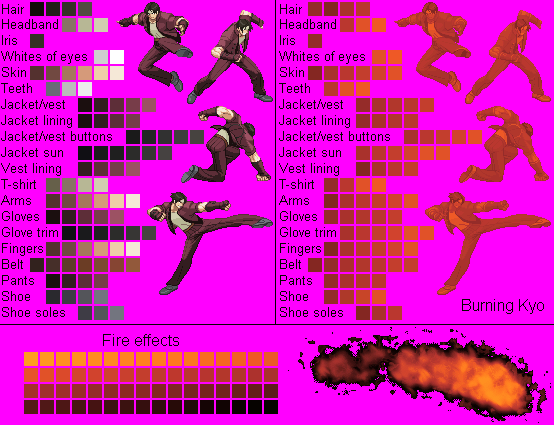 Hair
Headband
Iris
Whites of eyes
Skin
Teeth
Jacket/vest
Jacket lining
Jacket/vest buttons
Jacket sun
Vest lining
T-shirt
Arms
Gloves
Glove trim
Fingers
Belt
Pants
Shoe
Shoe soles
Hair
Headband
Iris
Whites of eyes
Skin
Teeth
Jacket/vest
Jacket lining
Jacket/vest buttons
Jacket sun
Vest lining
T-shirt
Arms
Gloves
Glove trim
Fingers
Belt
Pants
Shoe
Shoe soles
Burning Kyo
Fire effects